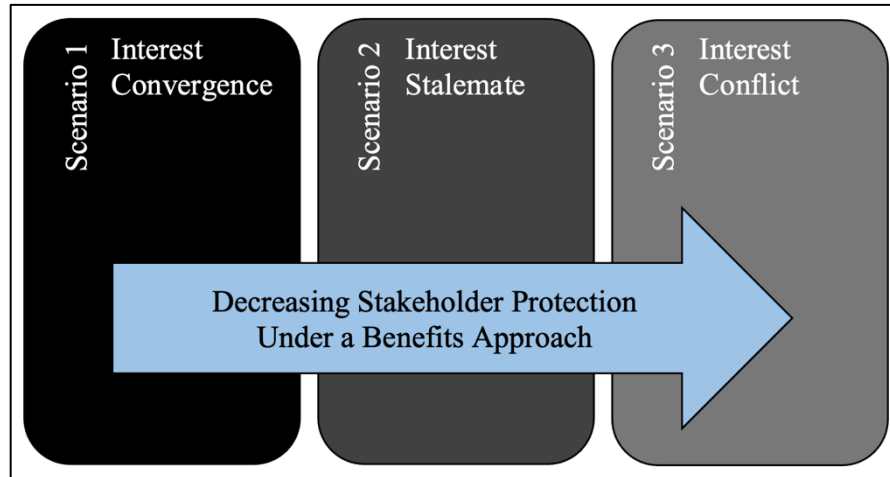 Scenario 1
Interest
Convergence
Scenario 2
Interest
Stalemate
Scenario 3
Interest
Conflict
Decreasing Stakeholder Protection
Under a Benefits Approach